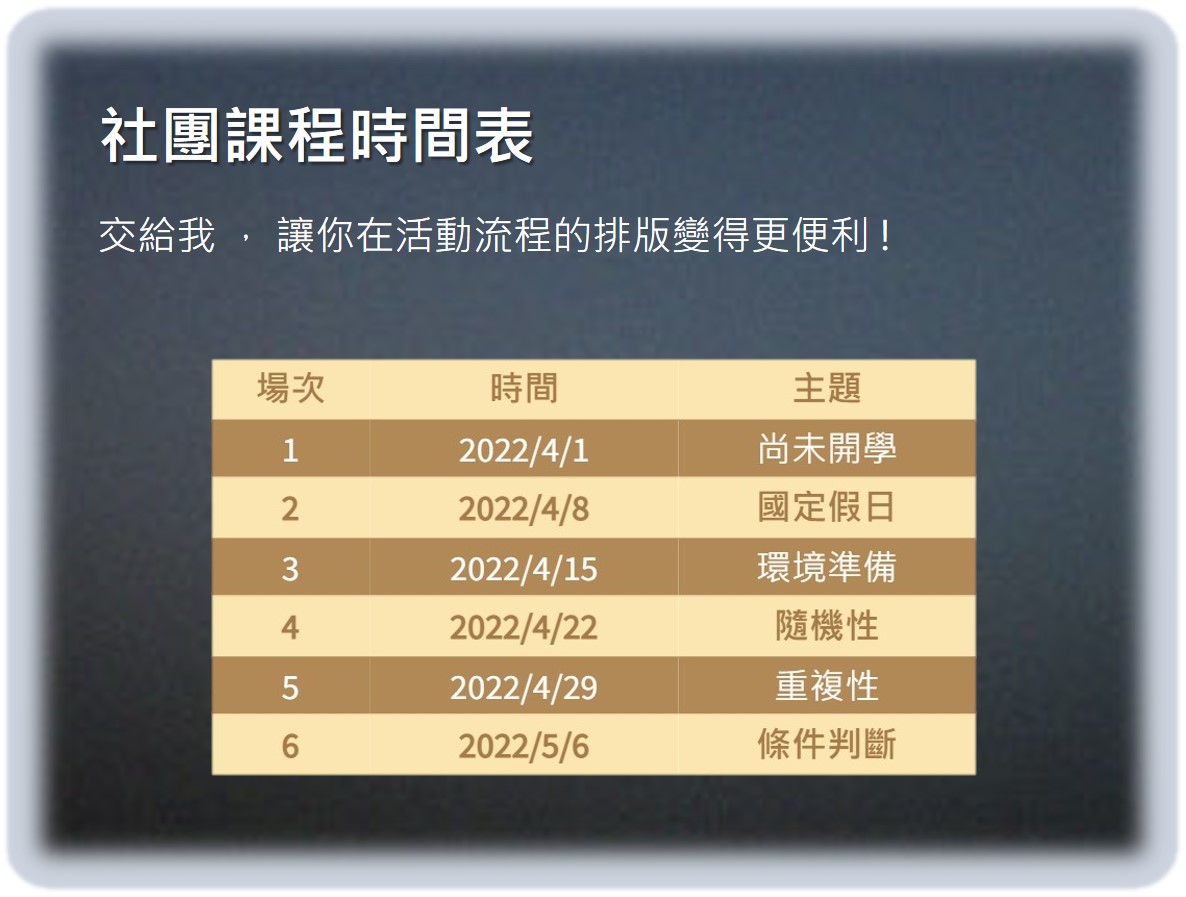 社團課程時間表
交給我 ， 讓你在活動流程的排版變得更便利！
場次 時間 主題
1 2022/4/1 尚未開學
2 2022/4/8 國定假日
3 2022/4/15 環境準備
4 2022/4/22 隨機性
5 2022/4/29 重複性
6 2022/5/6 條件判斷